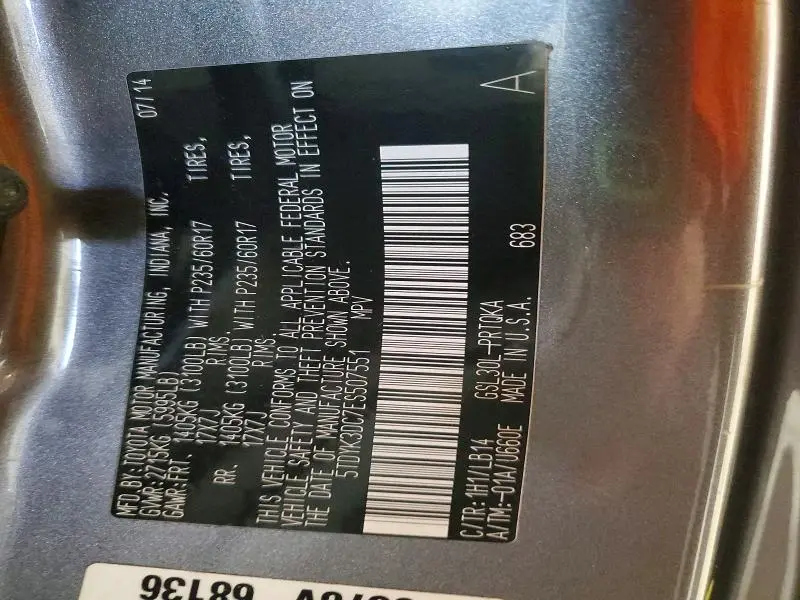 MFD BY: TOYOTA MOTOR MANUFACTURING, INDIANA, INC. 07/14
GVWR: 2715KG (5995LB)
GAWR: FRT. 1405KG (3100LB) WITH P235/60R17 TIRES,
17X7J RIMS.
RR. 1405KG (3100LB) WITH P235/60R17 TIRES,
17X7J RIMS.
THIS VEHICLE CONFORMS TO ALL APPLICABLE FEDERAL MOTOR
VEHICLE SAFETY AND THEFT PREVENTION STANDARDS IN EFFECT ON
THE DATE OF MANUFACTURE SHOWN ABOVE.
5TDYK3DC7ES507551 MPV
C/TR: 1H1/LB14 GSL30L-PRTQKA 683 A
A/TM: -01A/U660E MADE IN U.S.A.
68136